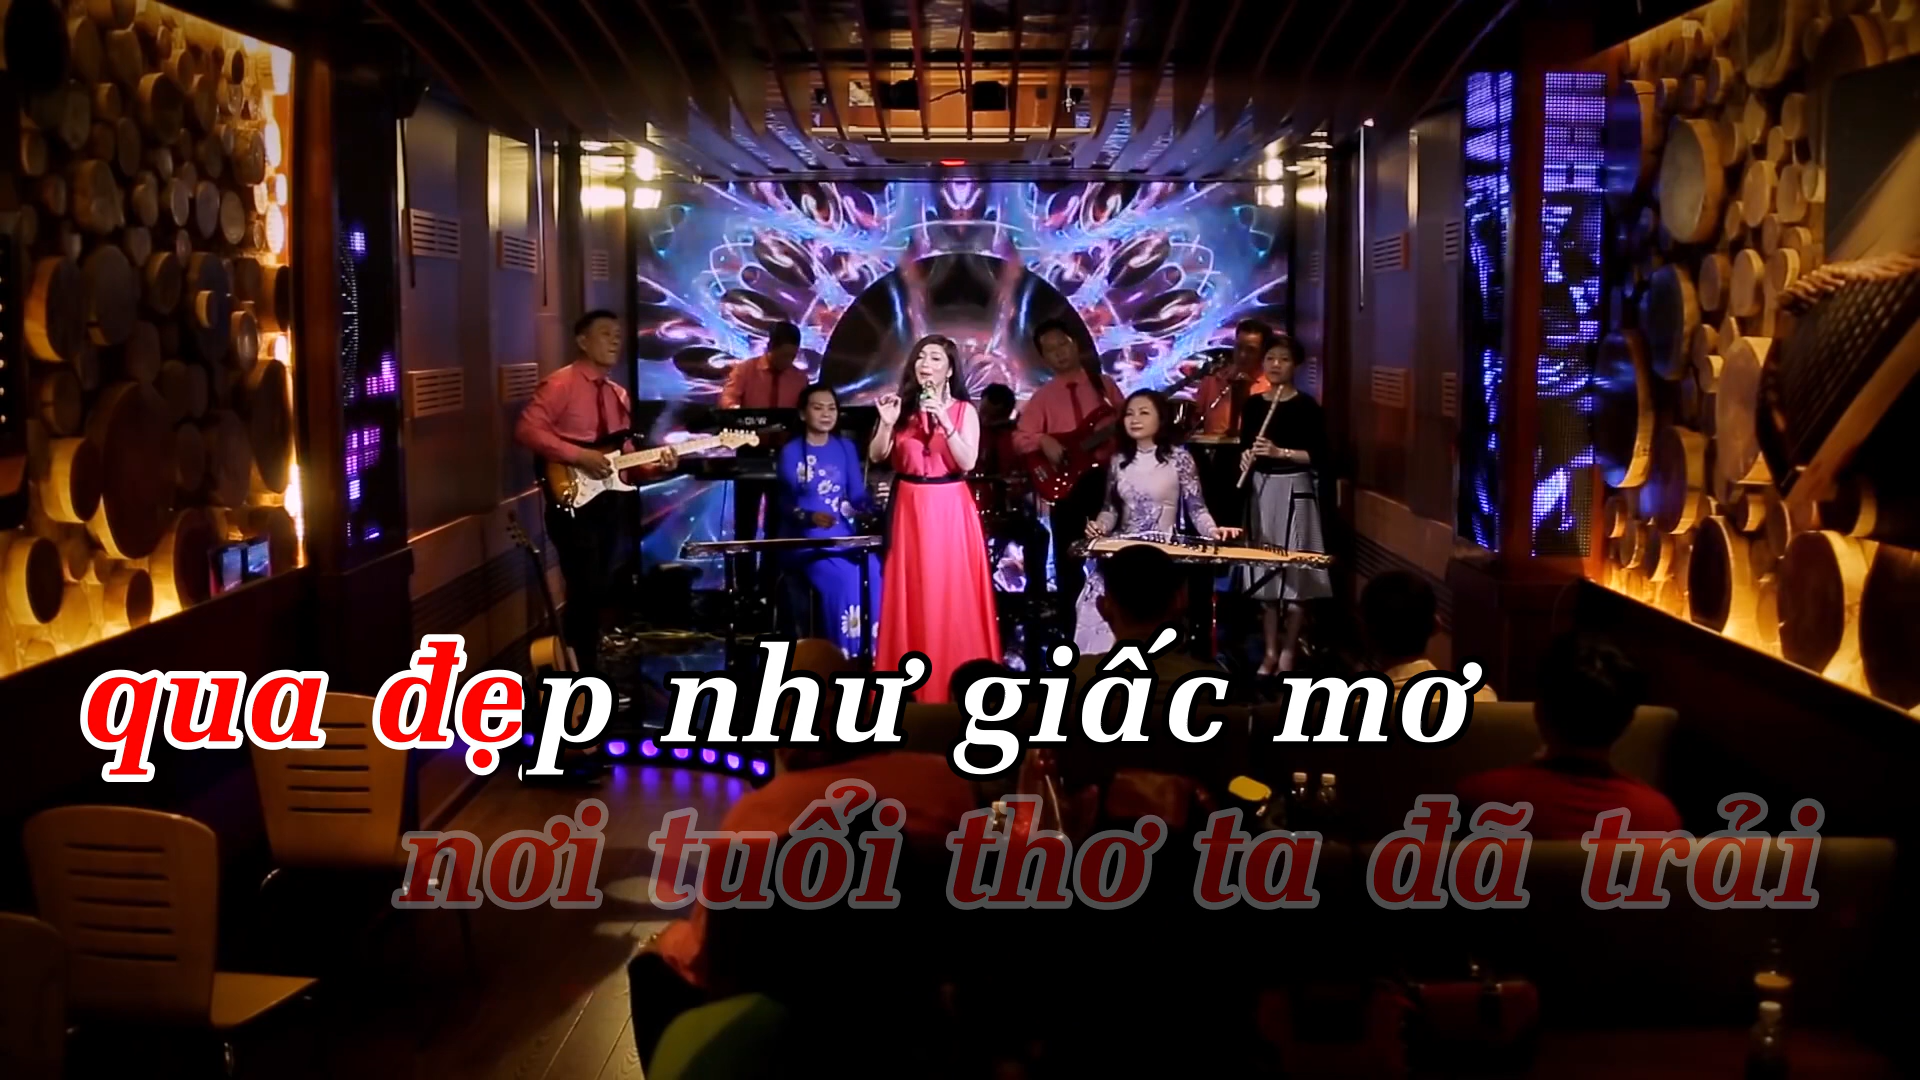 qua đẹp như giấc mơ
nơi tuổi thơ ta đã trải